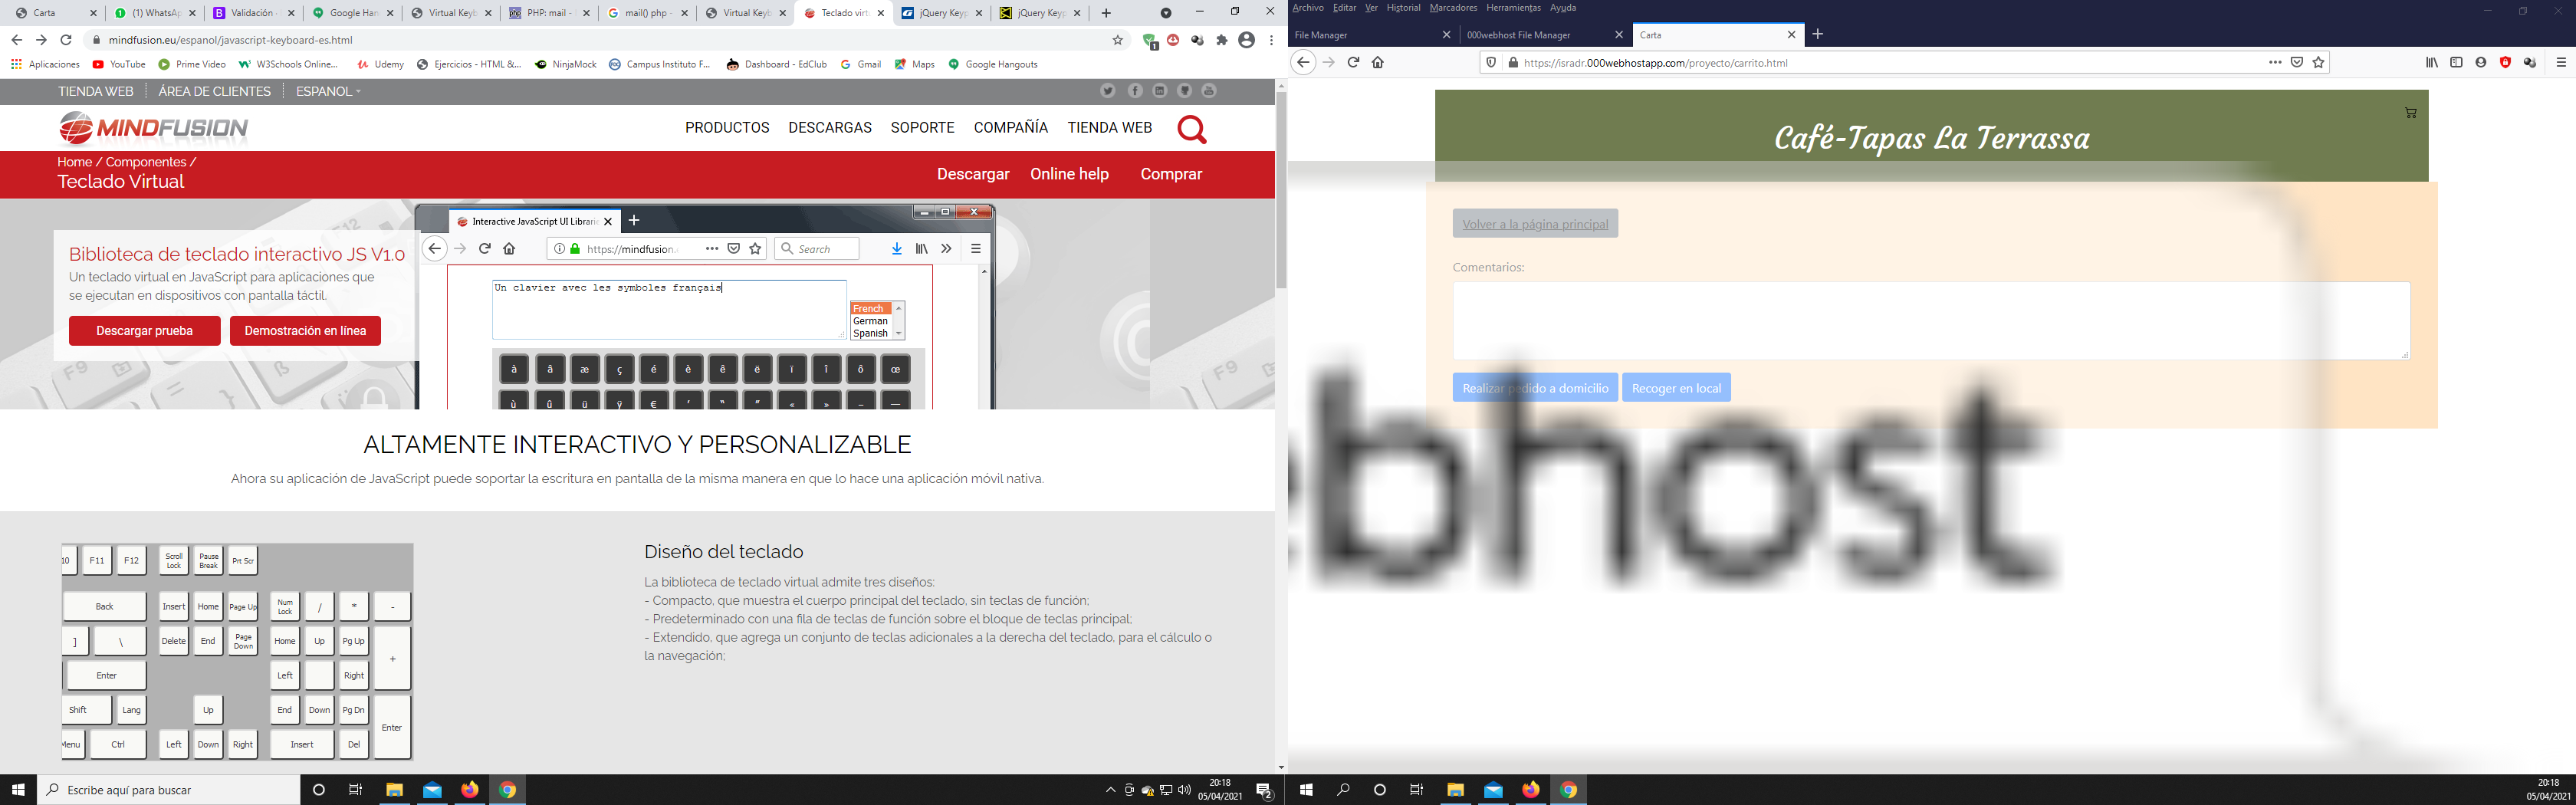 Carta
(1) WhatsAp
Validación
Google Han
Virtual Keyb
PHP: mail -
mail() php -
Virtual Keyb
Teclado virtu
jQuery Keyp
jQuery Keyp
mindfusion.eu/espanol/javascript-keyboard-es.html
Aplicaciones YouTube Prime Video W3Schools Online... Udemy Ejercicios - HTML &... NinjaMock Campus Instituto F... Dashboard - EdClub Gmail Maps Google Hangouts
TIENDA WEB ÁREA DE CLIENTES ESPANOL
MINDFUSION
PRODUCTOS DESCARGAS SOPORTE COMPAÑÍA TIENDA WEB
Home / Componentes /
Teclado Virtual
Descargar Online help Comprar
Biblioteca de teclado interactivo JS V1.0
Un teclado virtual en JavaScript para aplicaciones que
se ejecutan en dispositivos con pantalla táctil.
Descargar prueba Demostración en línea
Interactive JavaScript UI Librarie
https://mindfusion.
Search
Un clavier avec les symboles français
French
German
Spanish
à â æ ç é è ê ë ï î ô œ
ù û ü ÿ € ’ “ ” « » – —
ALTAMENTE INTERACTIVO Y PERSONALIZABLE
Ahora su aplicación de JavaScript puede soportar la escritura en pantalla de la misma manera en que lo hace una aplicación móvil nativa.
10 F11 F12 Scroll Lock Pause Break Prt Scr
Back Insert Home Page Up Num Lock / * -
] \ Delete End Page Down Home Up Pg Up +
Enter Left Right
Shift Lang Up End Down Pg Dn Enter
Menu Ctrl Left Down Right Insert Del
Diseño del teclado
La biblioteca de teclado virtual admite tres diseños:
- Compacto, que muestra el cuerpo principal del teclado, sin teclas de función;
- Predeterminado con una fila de teclas de función sobre el bloque de teclas principal;
- Extendido, que agrega un conjunto de teclas adicionales a la derecha del teclado, para el cálculo o
la navegación;
Escribe aquí para buscar
20:18
05/04/2021
2
Archivo Editar Ver Historial Marcadores Herramientas Ayuda
File Manager
000webhost File Manager
Carta
https://isradr.000webhostapp.com/proyecto/carrito.html
Café-Tapas La Terrassa
Volver a la página principal
Comentarios:
Realizar pedido a domicilio Recoger en local
bhost
20:18
05/04/2021